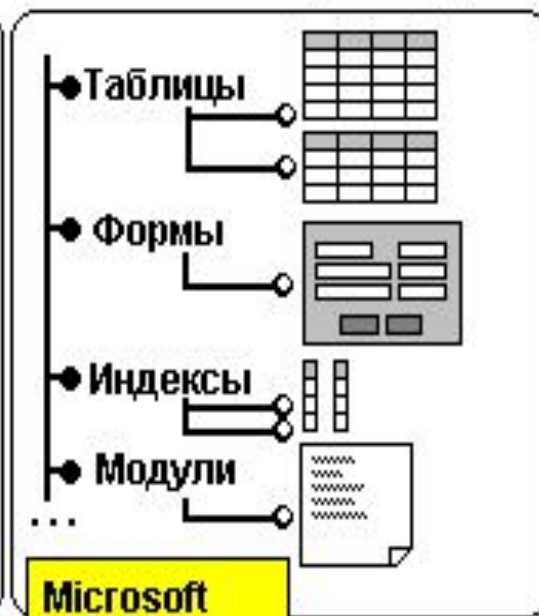 Таблицы
Формы
Индексы
Модули
...
Microsoft